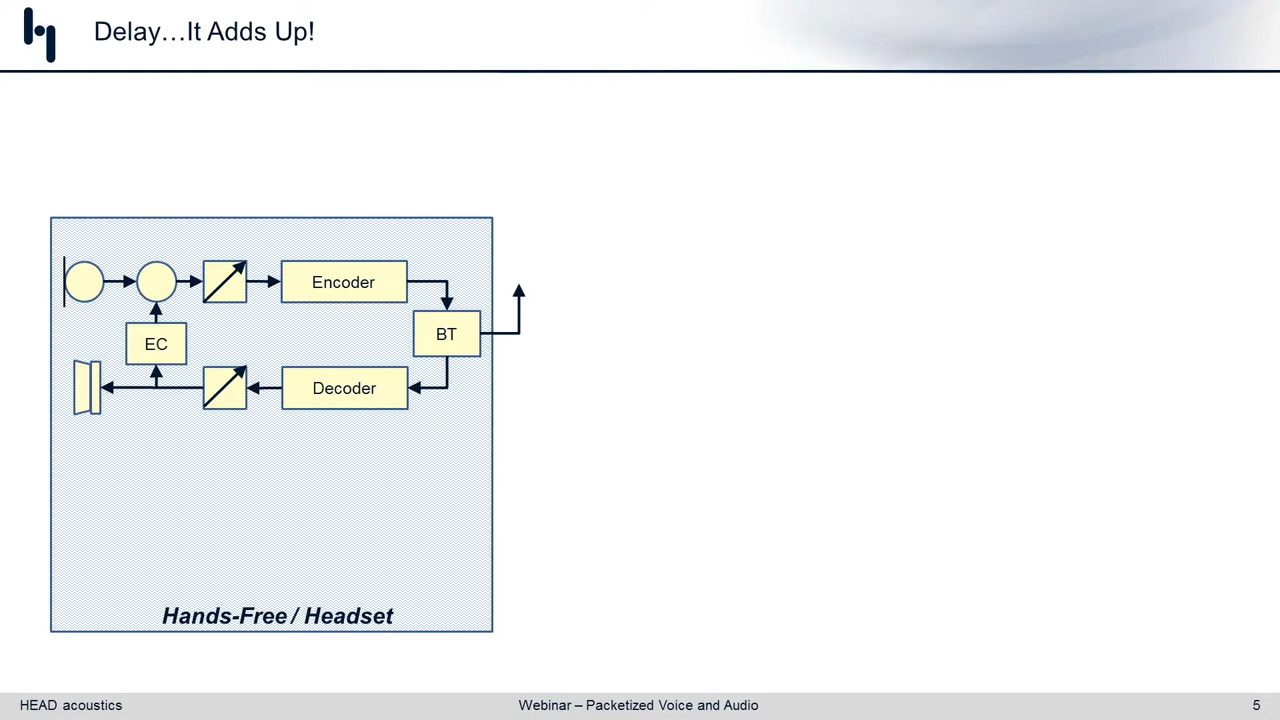 Delay…It Adds Up!
Encoder
BT
EC
Decoder
Hands-Free / Headset
HEAD acoustics
Webinar – Packetized Voice and Audio
5